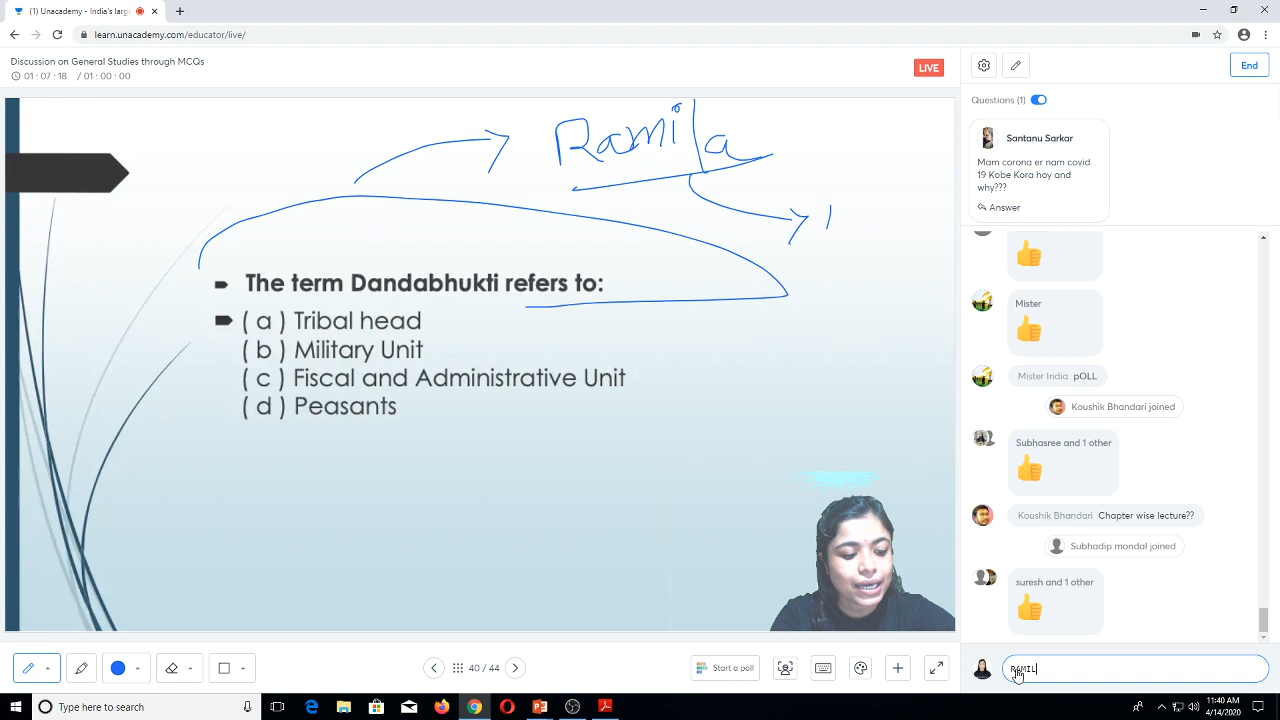 (1) Unacademy - India's larg
learn.unacademy.com/educator/live/
Discussion on General Studies through MCQs
01 : 07 : 18 / 01 : 00 : 00
LIVE
End
Questions (1)
Santanu Sarkar
Mam corona er nam covid
19 Kobe Kora hoy and
why???
Answer
Ramila
The term Dandabhukti refers to:
( a ) Tribal head
( b ) Military Unit
( c ) Fiscal and Administrative Unit
( d ) Peasants
Mister
Mister India pOLL
Koushik Bhandari joined
Subhasree and 1 other
Koushik Bhandari Chapter wise lecture??
Subhadip mondal joined
suresh and 1 other
RAMIL
40 / 44
Start a poll
Type here to search
11:40 AM
4/14/2020